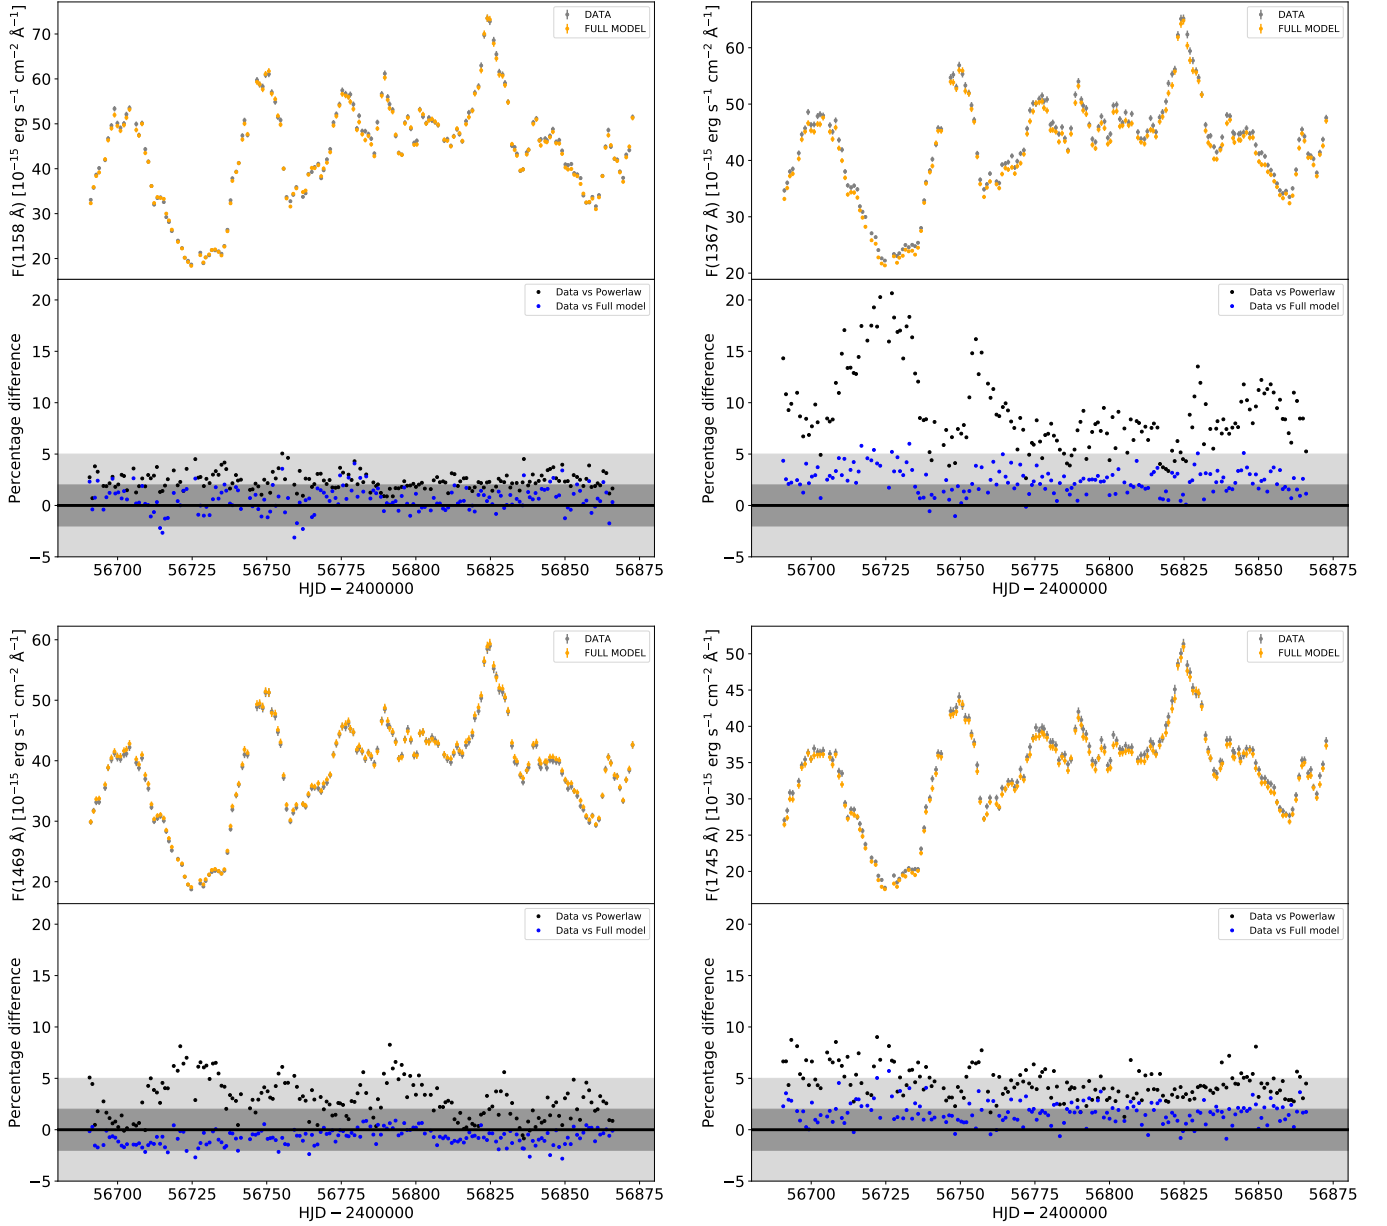 F(1158 Å) [10⁻¹⁵ erg s⁻¹ cm⁻² Å⁻¹]
70
60
50
40
30
20
DATA
FULL MODEL
Percentage difference
20
15
10
5
0
−5
Data vs Powerlaw
Data vs Full model
56700 56725 56750 56775 56800 56825 56850 56875
HJD − 2400000
F(1367 Å) [10⁻¹⁵ erg s⁻¹ cm⁻² Å⁻¹]
60
50
40
30
20
DATA
FULL MODEL
Percentage difference
20
15
10
5
0
−5
Data vs Powerlaw
Data vs Full model
56700 56725 56750 56775 56800 56825 56850 56875
HJD − 2400000
F(1469 Å) [10⁻¹⁵ erg s⁻¹ cm⁻² Å⁻¹]
60
50
40
30
20
DATA
FULL MODEL
Percentage difference
20
15
10
5
0
−5
Data vs Powerlaw
Data vs Full model
56700 56725 56750 56775 56800 56825 56850 56875
HJD − 2400000
F(1745 Å) [10⁻¹⁵ erg s⁻¹ cm⁻² Å⁻¹]
50
45
40
35
30
25
20
DATA
FULL MODEL
Percentage difference
20
15
10
5
0
−5
Data vs Powerlaw
Data vs Full model
56700 56725 56750 56775 56800 56825 56850 56875
HJD − 2400000